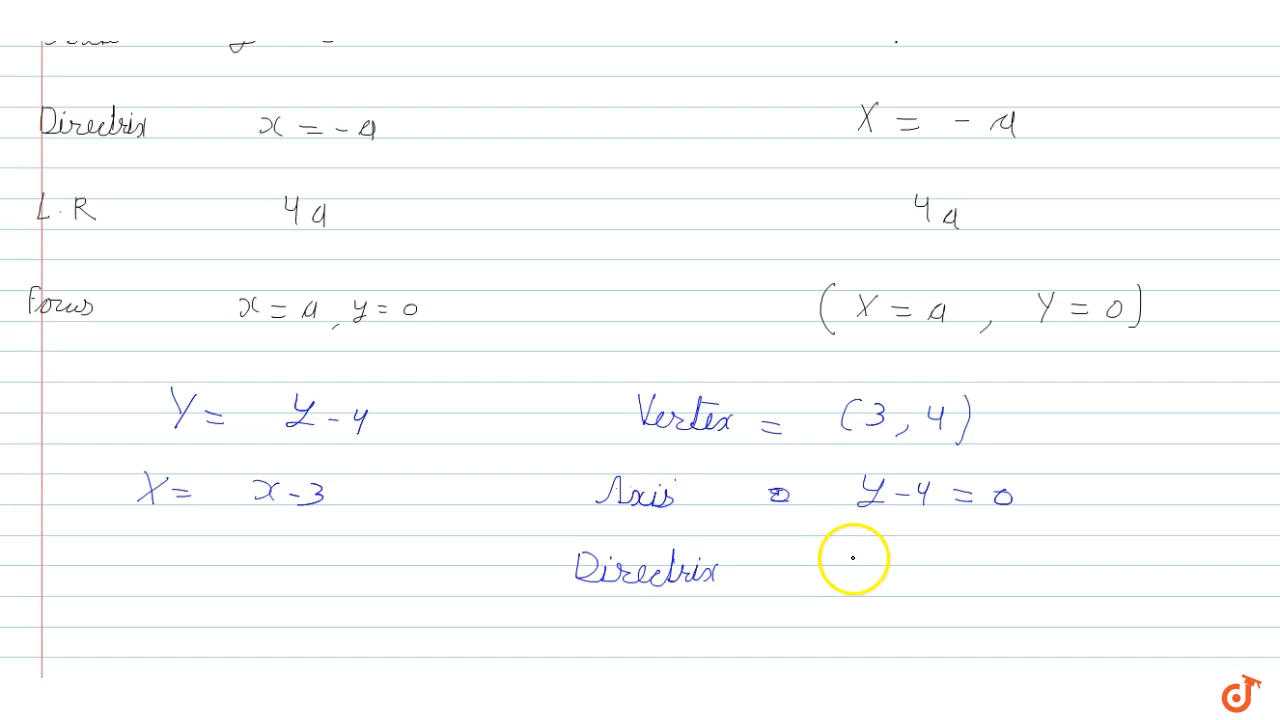 Directrix x = - a X = - a
L.R 4a 4a
Focus x = a , y = 0 (X = a , Y = 0)
Y = y - 4 Vertex = (3, 4)
X = x - 3 Axis = y - 4 = 0
Directrix